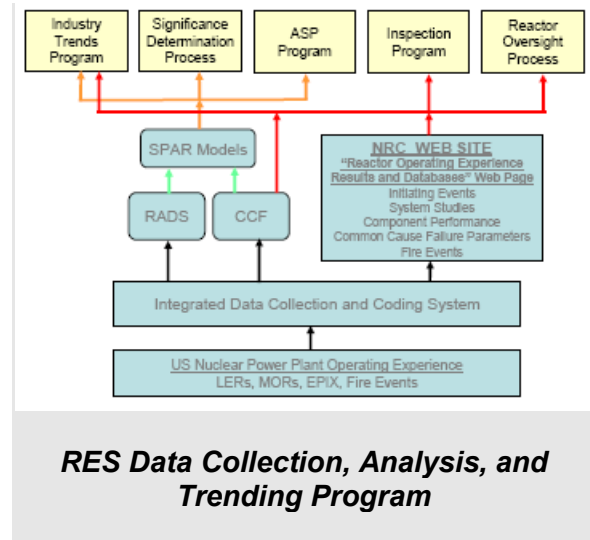 Industry
Trends
Program
Significance
Determination
Process
ASP
Program
Inspection
Program
Reactor
Oversight
Process
SPAR Models
NRC WEB SITE
“Reactor Operating Experience
Results and Databases” Web Page
Initiating Events
System Studies
Component Performance
Common Cause Failure Parameters
Fire Events
RADS
CCF
Integrated Data Collection and Coding System
US Nuclear Power Plant Operating Experience
LERs, MORs, EPIX, Fire Events
RES Data Collection, Analysis, and
Trending Program